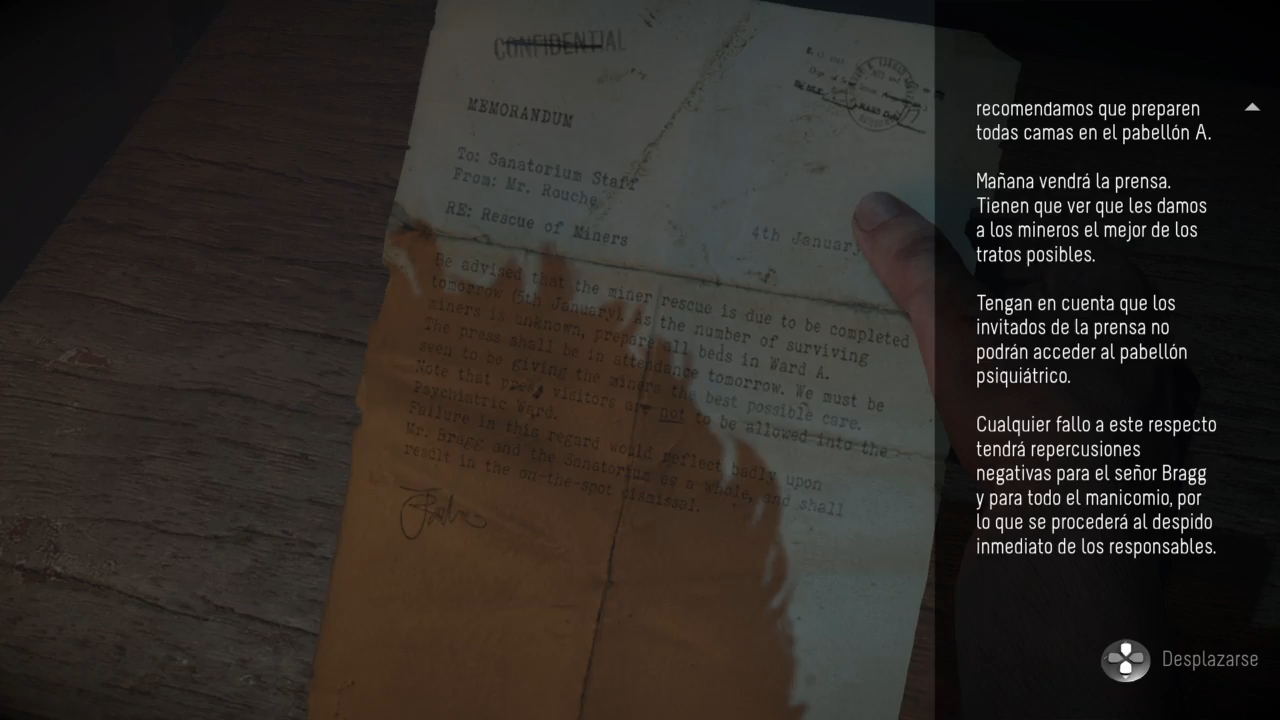 CONFIDENTIAL
MEMORANDUM
To: Sanatorium Staff
From: Mr. Rouche
RE: Rescue of Miners
4th January
Be advised that the miner rescue is due to be completed
tomorrow (5th January). As the number of surviving
miners is unknown, prepare all beds in Ward A.
The press shall be in attendance tomorrow. We must be
seen to be giving the miners the best possible care.
Note that press visitors are not to be allowed into the
Psychiatric Ward.
Failure in this regard would reflect badly upon
Mr. Bragg and the Sanatorium as a whole, and shall
result in the on-the-spot dismissal.
recomendamos que preparen
todas camas en el pabellón A.
Mañana vendrá la prensa.
Tienen que ver que les damos
a los mineros el mejor de los
tratos posibles.
Tengan en cuenta que los
invitados de la prensa no
podrán acceder al pabellón
psiquiátrico.
Cualquier fallo a este respecto
tendrá repercusiones
negativas para el señor Bragg
y para todo el manicomio, por
lo que se procederá al despido
inmediato de los responsables.
Desplazarse